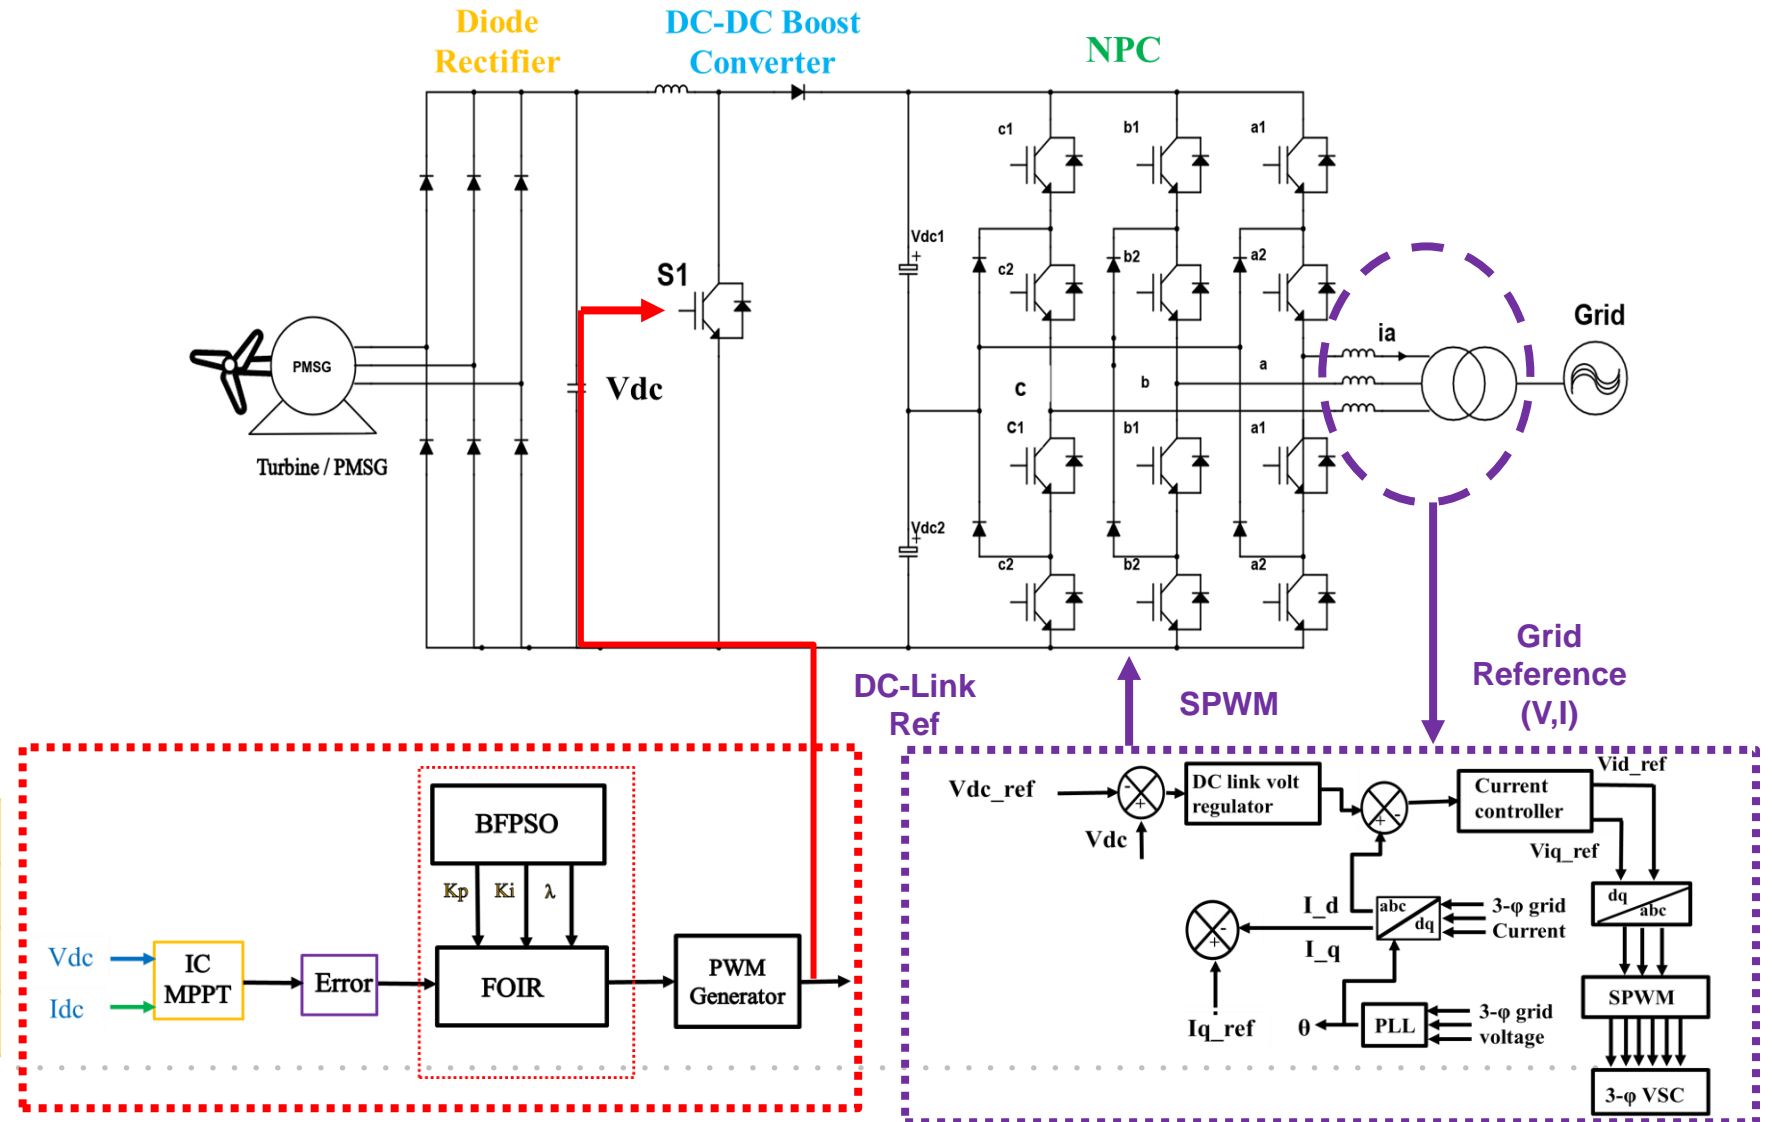 Diode
Rectifier
DC-DC Boost
Converter
NPC
c1
b1
a1
Vdc1
+
c2
b2
a2
S1
Grid
ia
PMSG
Vdc
a
b
c
C1
b1
a1
Turbine / PMSG
Vdc2
+
c2
b2
a2
DC-Link
Ref
SPWM
Grid
Reference
(V,I)
BFPSO
Kp
Ki
λ
Vdc
Idc
IC
MPPT
Error
FOIR
PWM
Generator
Vdc_ref
-
+
Vdc
DC link volt
regulator
+
-
Current
controller
Vid_ref
Viq_ref
dq
abc
I_d
abc
dq
3-φ grid
Current
-
+
I_q
Iq_ref
θ
PLL
3-φ grid
voltage
SPWM
3-φ VSC